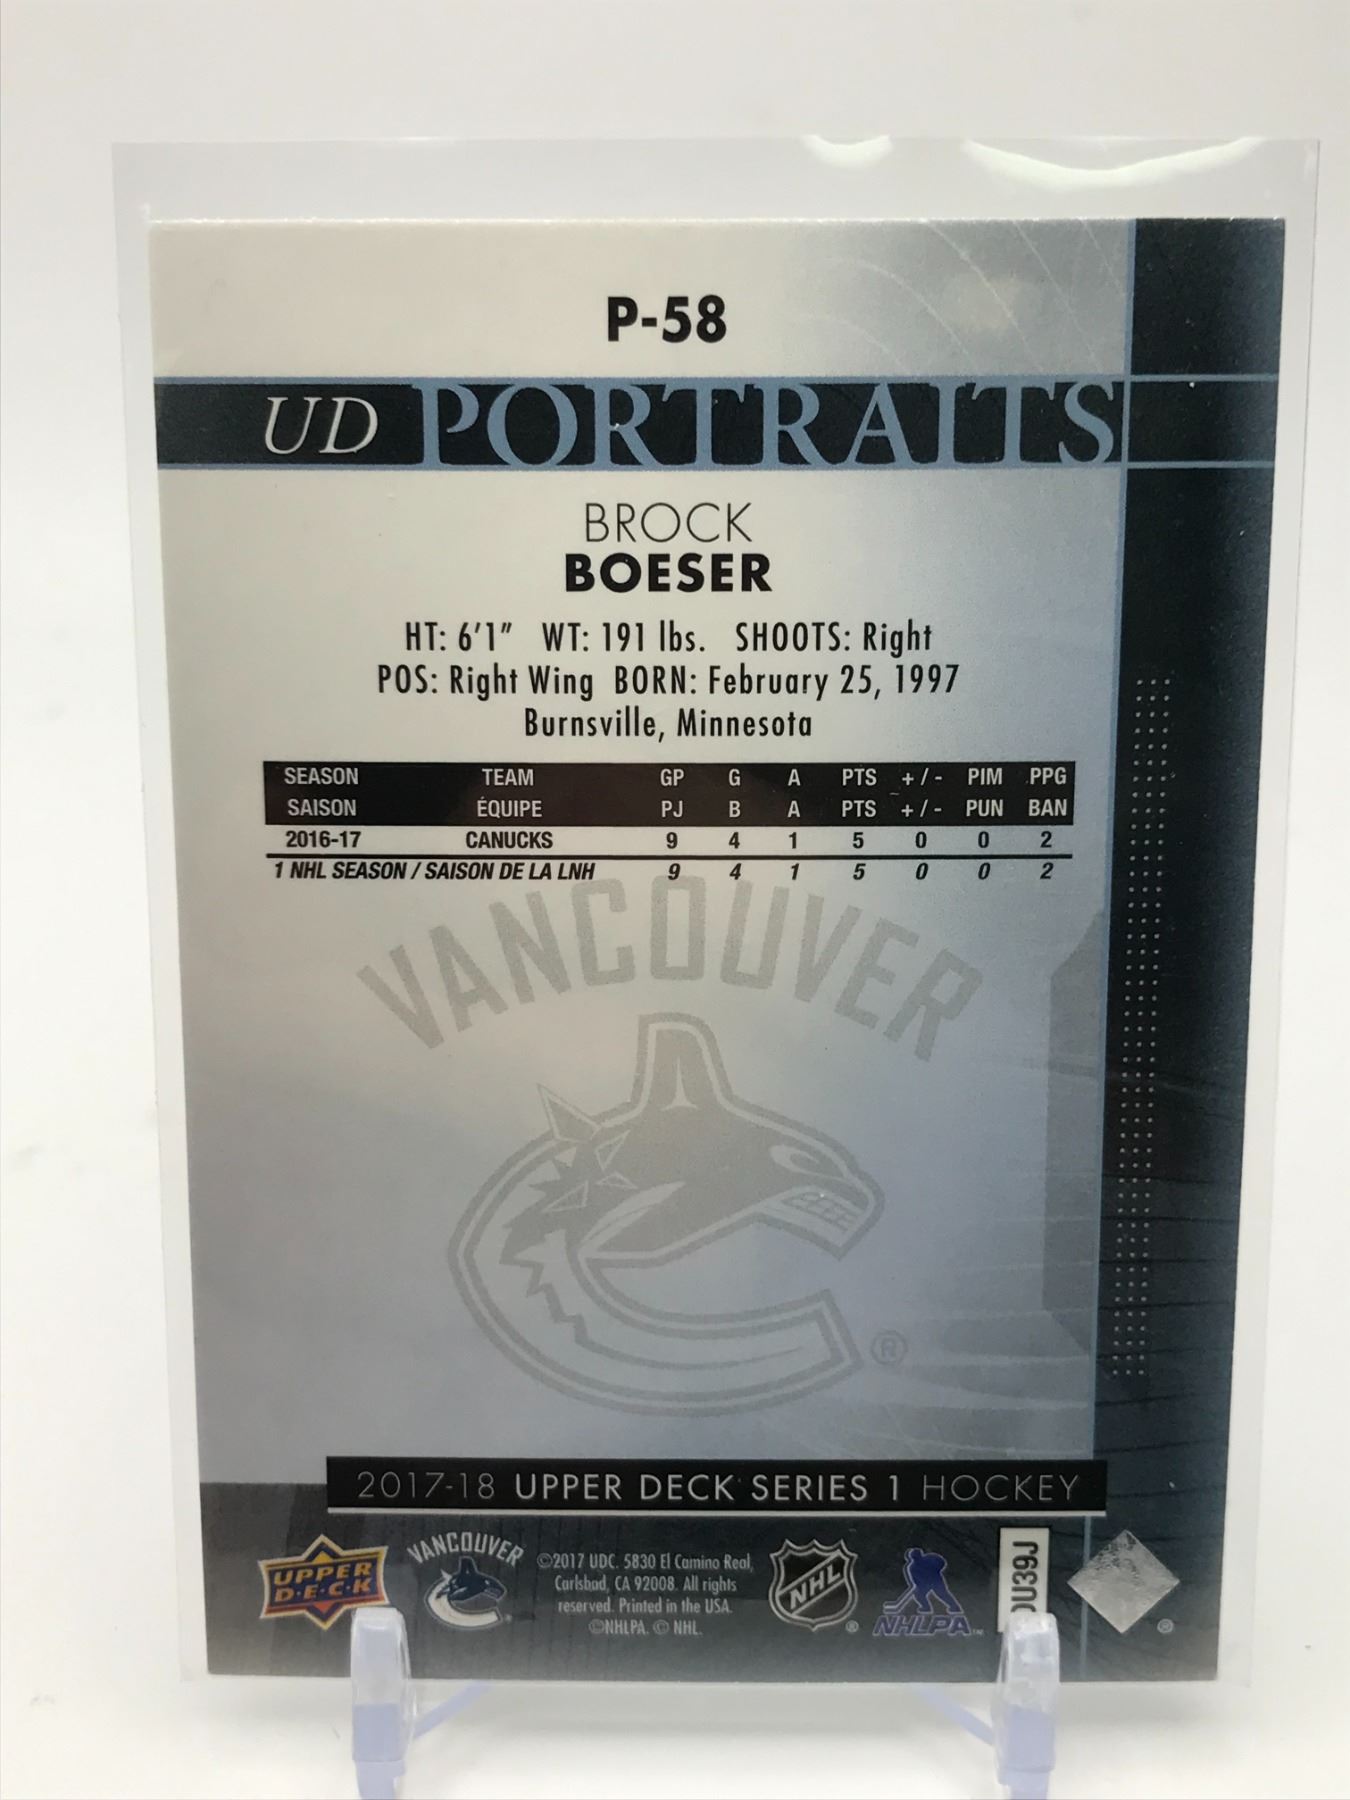 P-58
UD PORTRAITS
BROCK
BOESER
HT: 6'1" WT: 191 lbs. SHOOTS: Right
POS: Right Wing BORN: February 25, 1997
Burnsville, Minnesota
SEASON TEAM GP G A PTS +/- PIM PPG
SAISON ÉQUIPE PJ B A PTS +/- PUN BAN
2016-17 CANUCKS 9 4 1 5 0 0 2
1 NHL SEASON / SAISON DE LA LNH 9 4 1 5 0 0 2
VANCOUVER
®
2017-18 UPPER DECK SERIES 1 HOCKEY
UPPER
D·E·C·K
VANCOUVER
©2017 UDC. 5830 El Camino Real,
Carlsbad, CA 92008. All rights
reserved. Printed in the USA.
©NHLPA. © NHL.
NHL
®
NHLPA™
U39J
®